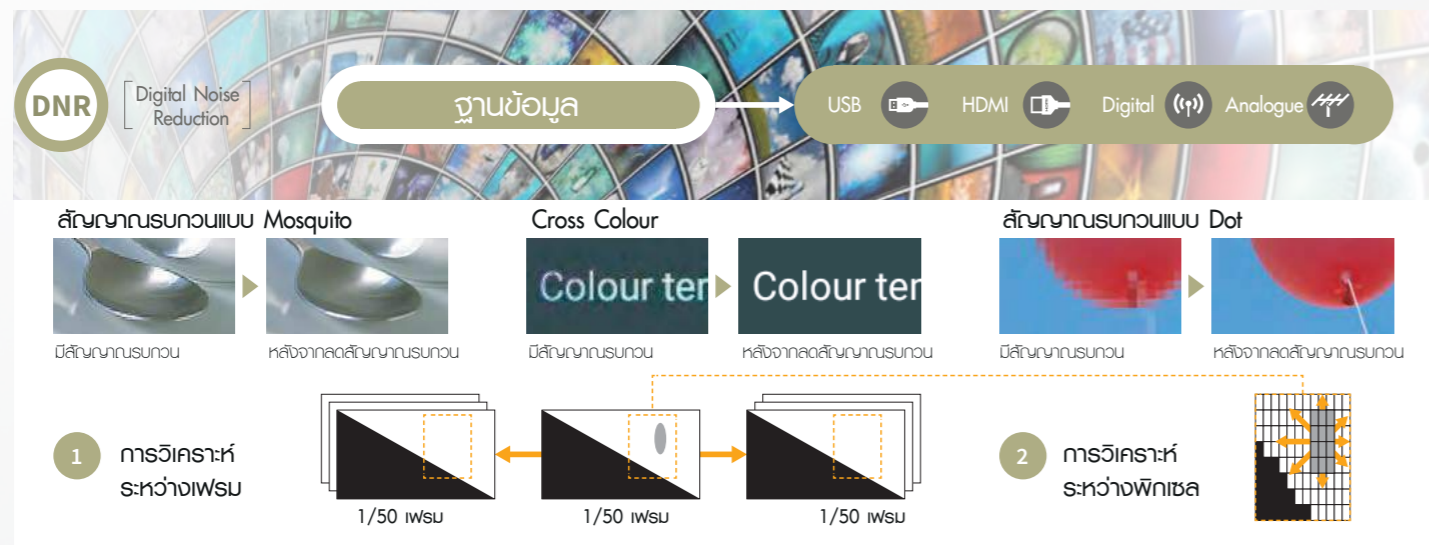 DNR
Digital Noise
Reduction
ฐานข้อมูล
USB HDMI Digital Analogue
สัญญาณรบกวนแบบ Mosquito
Cross Colour
สัญญาณรบกวนแบบ Dot
Colour ter
Colour ter
มีสัญญาณรบกวน
หลังจากลดสัญญาณรบกวน
มีสัญญาณรบกวน
หลังจากลดสัญญาณรบกวน
มีสัญญาณรบกวน
หลังจากลดสัญญาณรบกวน
1
การวิเคราะห์
ระหว่างเฟรม
1/50 เฟรม
1/50 เฟรม
1/50 เฟรม
2
การวิเคราะห์
ระหว่างพิกเซล